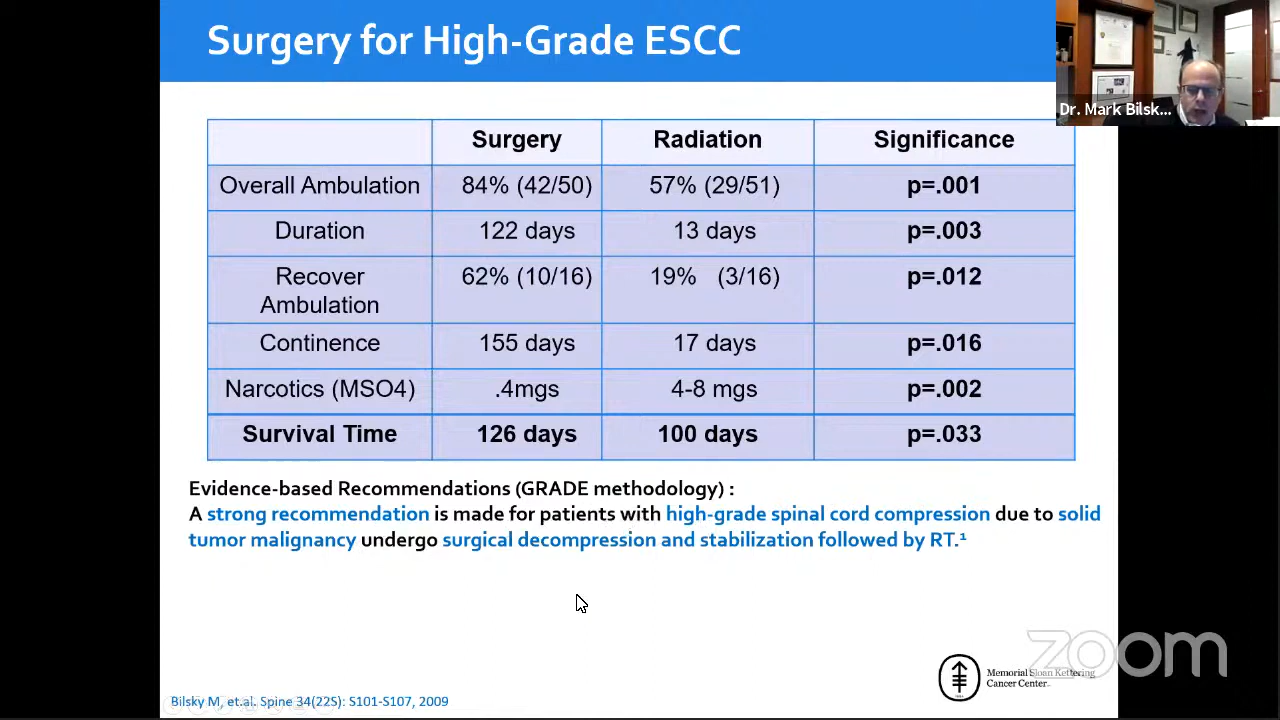 Surgery for High-Grade ESCC
Dr. Mark Bilsk...
Surgery Radiation Significance
Overall Ambulation 84% (42/50) 57% (29/51) p=.001
Duration 122 days 13 days p=.003
Recover Ambulation 62% (10/16) 19% (3/16) p=.012
Continence 155 days 17 days p=.016
Narcotics (MSO4) .4mgs 4-8 mgs p=.002
Survival Time 126 days 100 days p=.033
Evidence-based Recommendations (GRADE methodology) :
A strong recommendation is made for patients with high-grade spinal cord compression due to solid
tumor malignancy undergo surgical decompression and stabilization followed by RT.¹
zoom
Memorial Sloan Kettering
Cancer Center
Bilsky M, et.al. Spine 34(22S): S101-S107, 2009